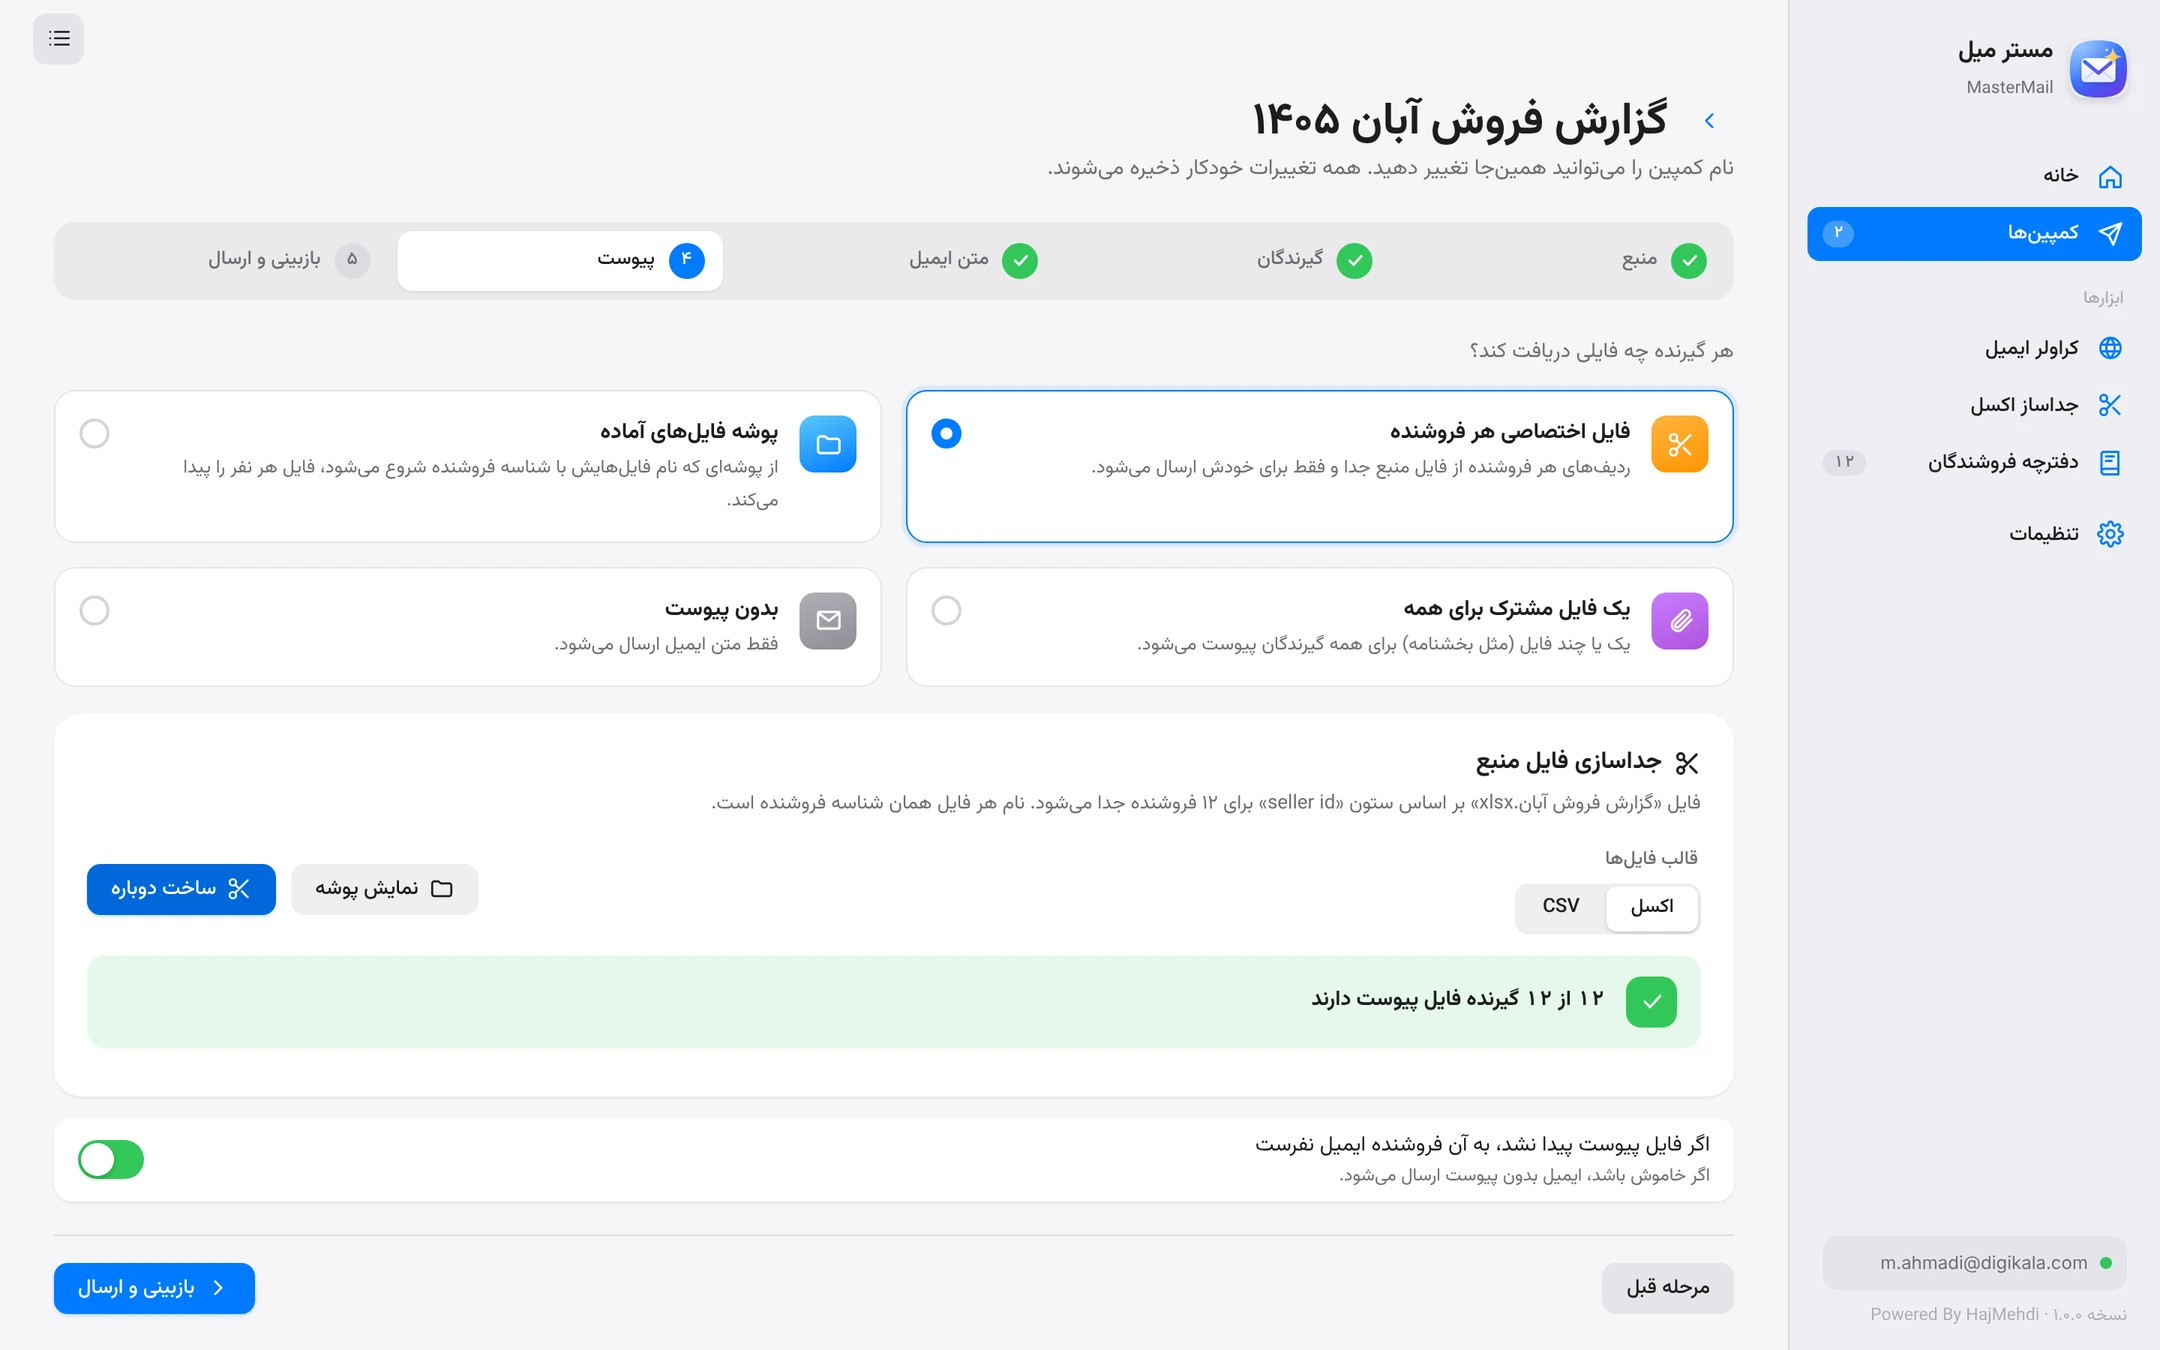 مستر میل
MasterMail
خانه
کمپین‌ها
۲
ابزارها
کراولر ایمیل
جداساز اکسل
دفترچه فروشندگان
۱۲
تنظیمات
m.ahmadi@digikala.com
نسخه ۱.۰.۰ · Powered By HajMehdi
گزارش فروش آبان ۱۴۰۵
نام کمپین را می‌توانید همین‌جا تغییر دهید. همه تغییرات خودکار ذخیره می‌شوند.
منبع
گیرندگان
متن ایمیل
۴ پیوست
۵ بازبینی و ارسال
هر گیرنده چه فایلی دریافت کند؟
فایل اختصاصی هر فروشنده
ردیف‌های هر فروشنده از فایل منبع جدا و فقط برای خودش ارسال می‌شود.
پوشه فایل‌های آماده
از پوشه‌ای که نام فایل‌هایش با شناسه فروشنده شروع می‌شود، فایل هر نفر را پیدا
می‌کند.
یک فایل مشترک برای همه
یک یا چند فایل (مثل بخشنامه) برای همه گیرندگان پیوست می‌شود.
بدون پیوست
فقط متن ایمیل ارسال می‌شود.
جداسازی فایل منبع
فایل «گزارش فروش آبان.xlsx» بر اساس ستون «seller id» برای ۱۲ فروشنده جدا می‌شود. نام هر فایل همان شناسه فروشنده است.
قالب فایل‌ها
اکسل
CSV
نمایش پوشه
ساخت دوباره
۱۲ از ۱۲ گیرنده فایل پیوست دارند
اگر فایل پیوست پیدا نشد، به آن فروشنده ایمیل نفرست
اگر خاموش باشد، ایمیل بدون پیوست ارسال می‌شود.
مرحله قبل
بازبینی و ارسال